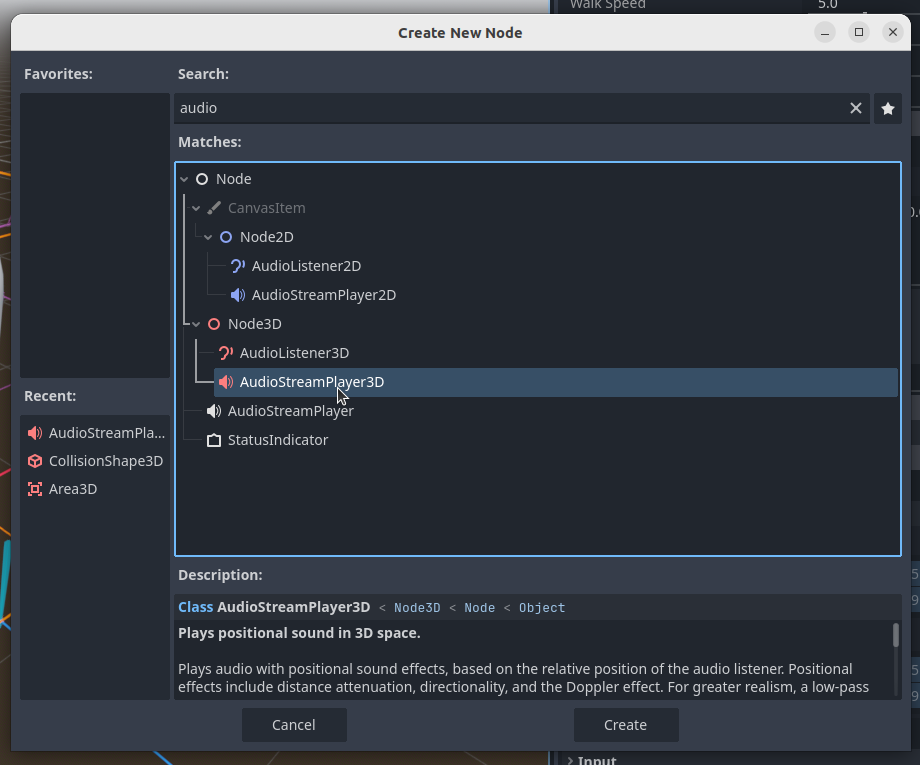 Walk Speed 5.0
Create New Node
Favorites:
Search:
audio
Matches:
Node
CanvasItem
Node2D
AudioListener2D
AudioStreamPlayer2D
Node3D
AudioListener3D
AudioStreamPlayer3D
AudioStreamPlayer
StatusIndicator
Recent:
AudioStreamPla...
CollisionShape3D
Area3D
Description:
Class AudioStreamPlayer3D < Node3D < Node < Object
Plays positional sound in 3D space.
Plays audio with positional sound effects, based on the relative position of the audio listener. Positional
effects include distance attenuation, directionality, and the Doppler effect. For greater realism, a low-pass
Cancel
Create
Input